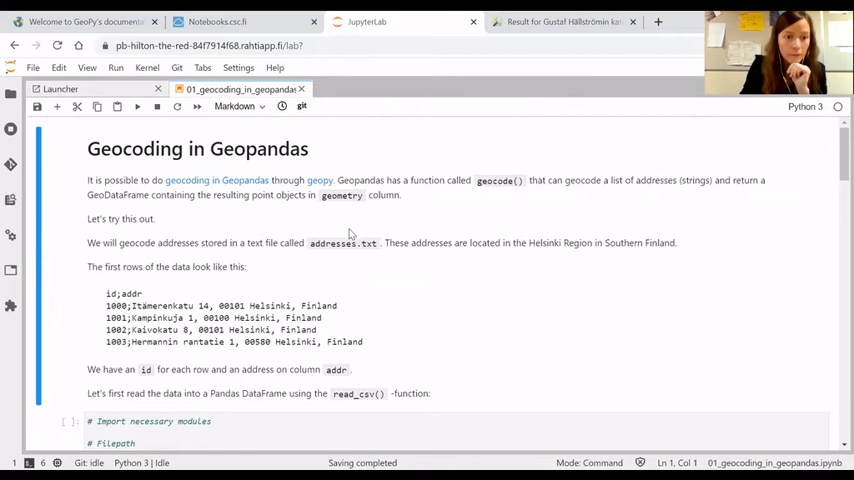 Welcome to GeoPy's documenta
Notebooks.csc.fi
JupyterLab
Result for Gustaf Hällströmin kat
pb-hilton-the-red-84f7914f68.rahtiapp.fi/lab?
File Edit View Run Kernel Git Tabs Settings Help
Launcher
01_geocoding_in_geopandas
Markdown
git
Python 3
Geocoding in Geopandas
It is possible to do geocoding in Geopandas through geopy. Geopandas has a function called geocode() that can geocode a list of addresses (strings) and return a
GeoDataFrame containing the resulting point objects in geometry column.
Let's try this out.
We will geocode addresses stored in a text file called addresses.txt. These addresses are located in the Helsinki Region in Southern Finland.
The first rows of the data look like this:
id;addr
1000;Itämerenkatu 14, 00101 Helsinki, Finland
1001;Kampinkuja 1, 00100 Helsinki, Finland
1002;Kaivokatu 8, 00101 Helsinki, Finland
1003;Hermannin rantatie 1, 00580 Helsinki, Finland
We have an id for each row and an address on column addr.
Let's first read the data into a Pandas DataFrame using the read_csv() -function:
[ ]:
# Import necessary modules
# Filepath
1 6 Git: idle Python 3 | Idle Saving completed Mode: Command Ln 1, Col 1 01_geocoding_in_geopandas.ipynb